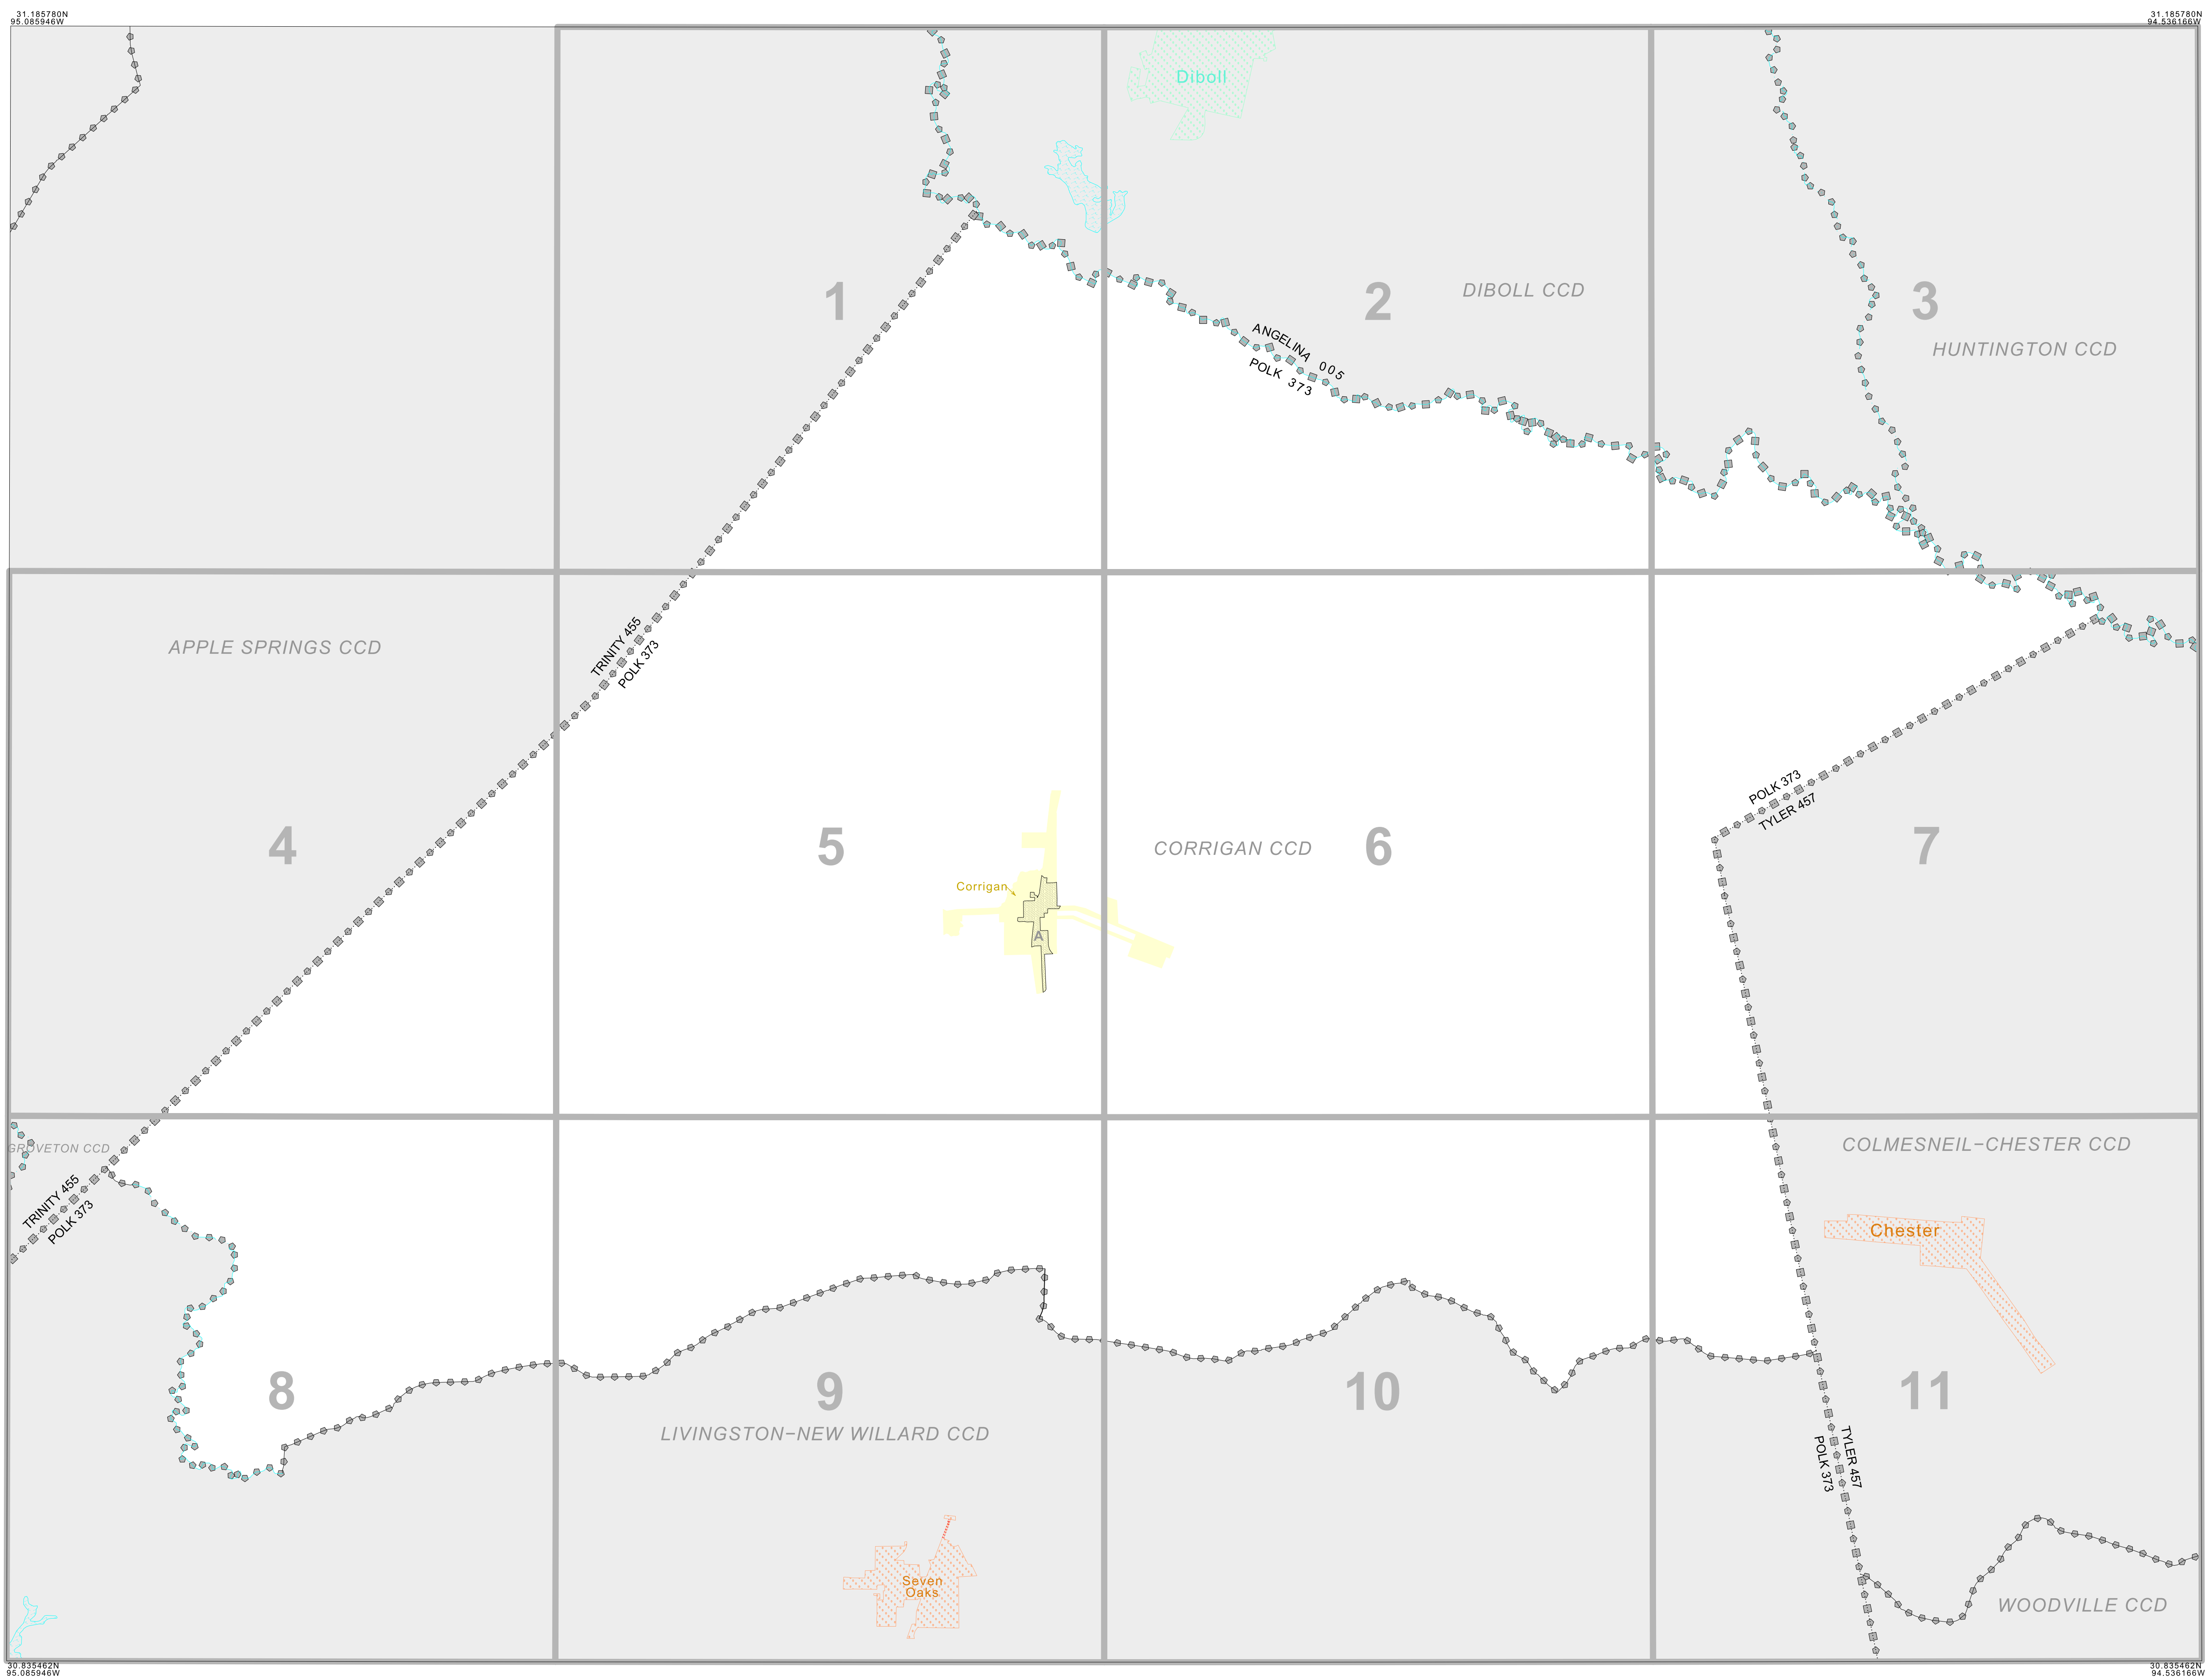 31.185780N
95.085946W
31.185780N
94.536166W
Diboll
1
2
DIBOLL CCD
3
ANGELINA 005
POLK 373
HUNTINGTON CCD
TRINITY 455
POLK 373
APPLE SPRINGS CCD
POLK 373
TYLER 457
4
5
CORRIGAN CCD
6
7
Corrigan
A
GROVETON CCD
COLMESNEIL-CHESTER CCD
TRINITY 455
POLK 373
Chester
8
9
10
11
LIVINGSTON-NEW WILLARD CCD
TYLER 457
POLK 373
Seven
Oaks
WOODVILLE CCD
30.835462N
95.085946W
30.835462N
94.536166W